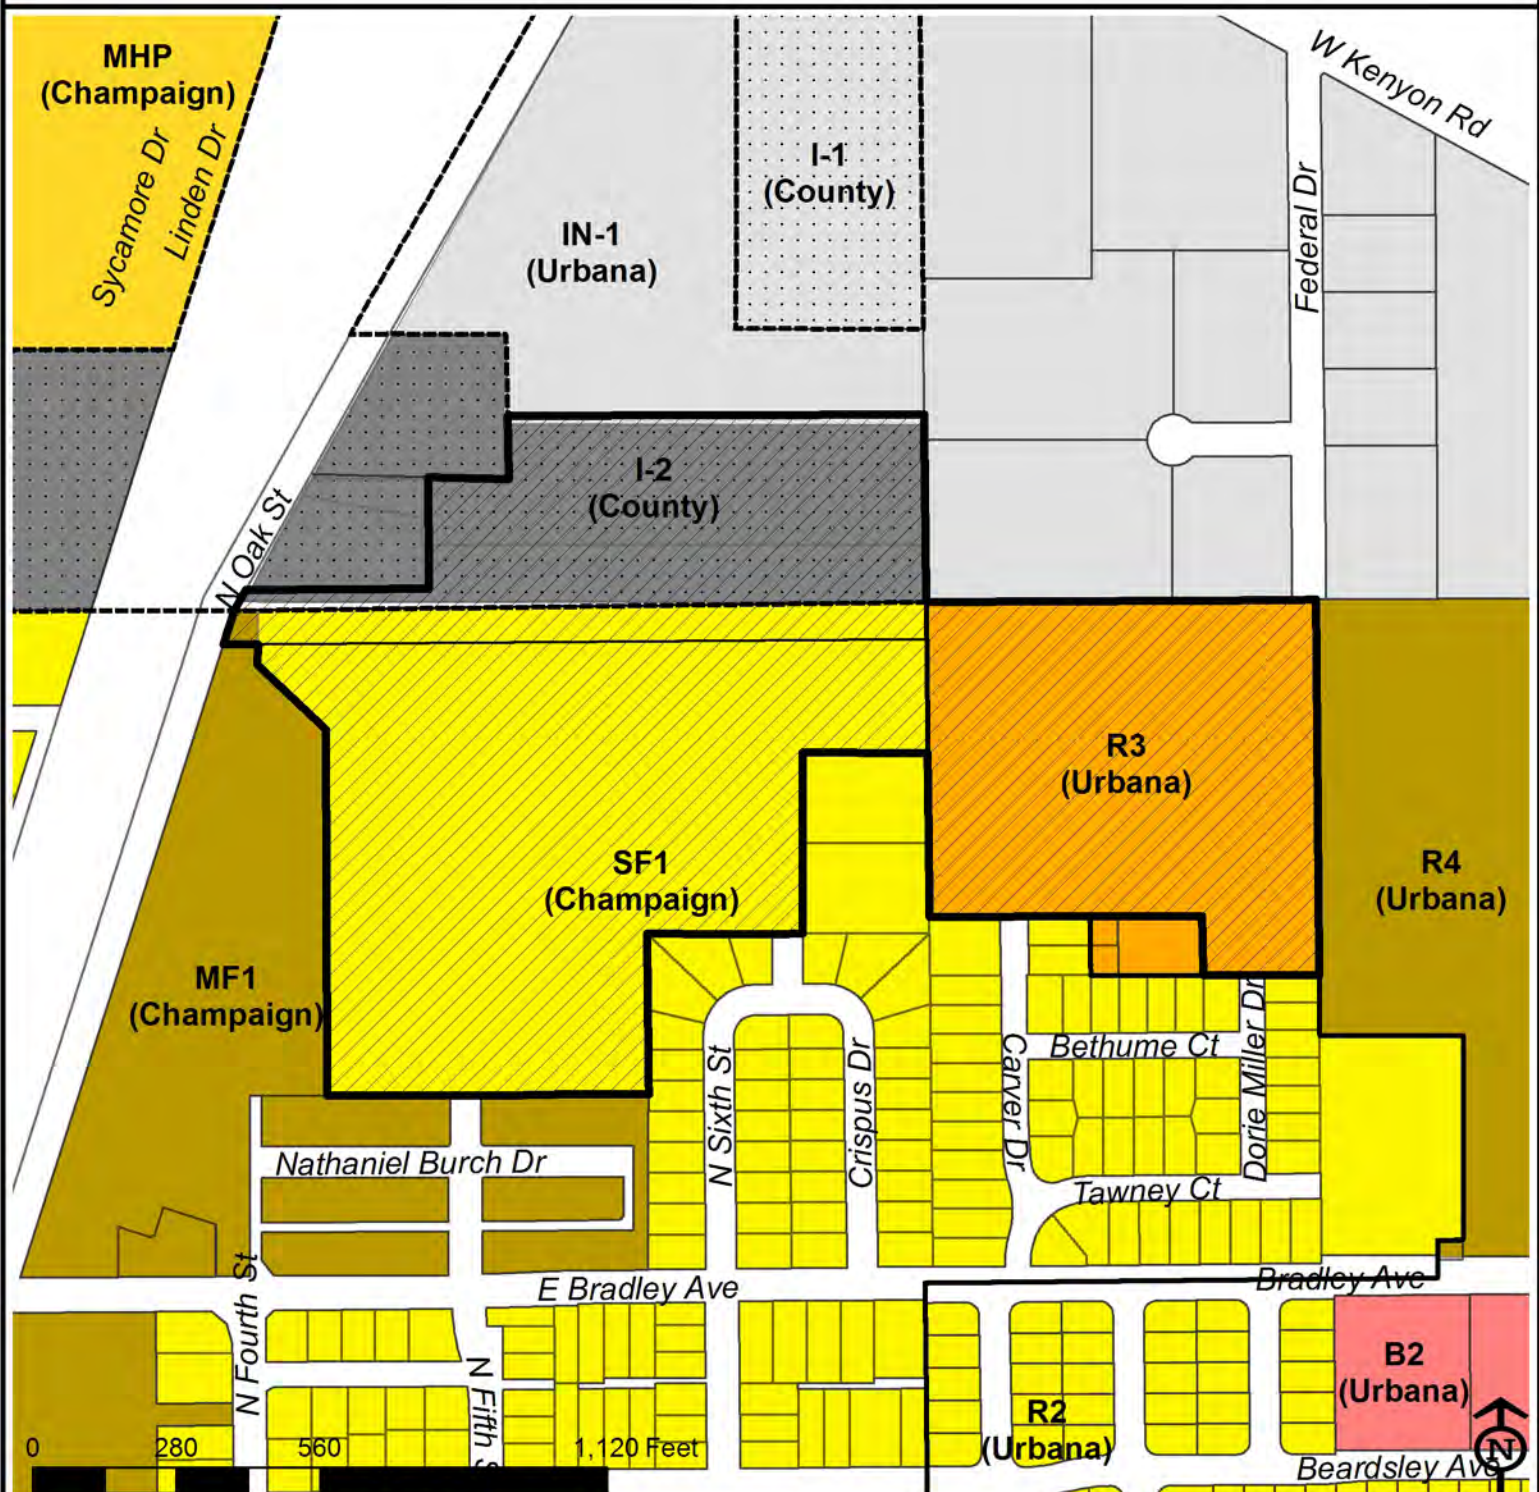 MHP
(Champaign)
Sycamore Dr
Linden Dr
W Kenyon Rd
I-1
(County)
IN-1
(Urbana)
Federal Dr
I-2
(County)
N Oak St
R3
(Urbana)
SF1
(Champaign)
R4
(Urbana)
MF1
(Champaign)
Bethume Ct
N Sixth St
Crispus Dr
Carver Dr
Dorie Miller Dr
Nathaniel Burch Dr
Tawney Ct
E Bradley Ave
Bradley Ave
N Fourth St
N Fifth S
B2
(Urbana)
R2
(Urbana)
0 280 560 1,120 Feet
N
Beardsley Ave